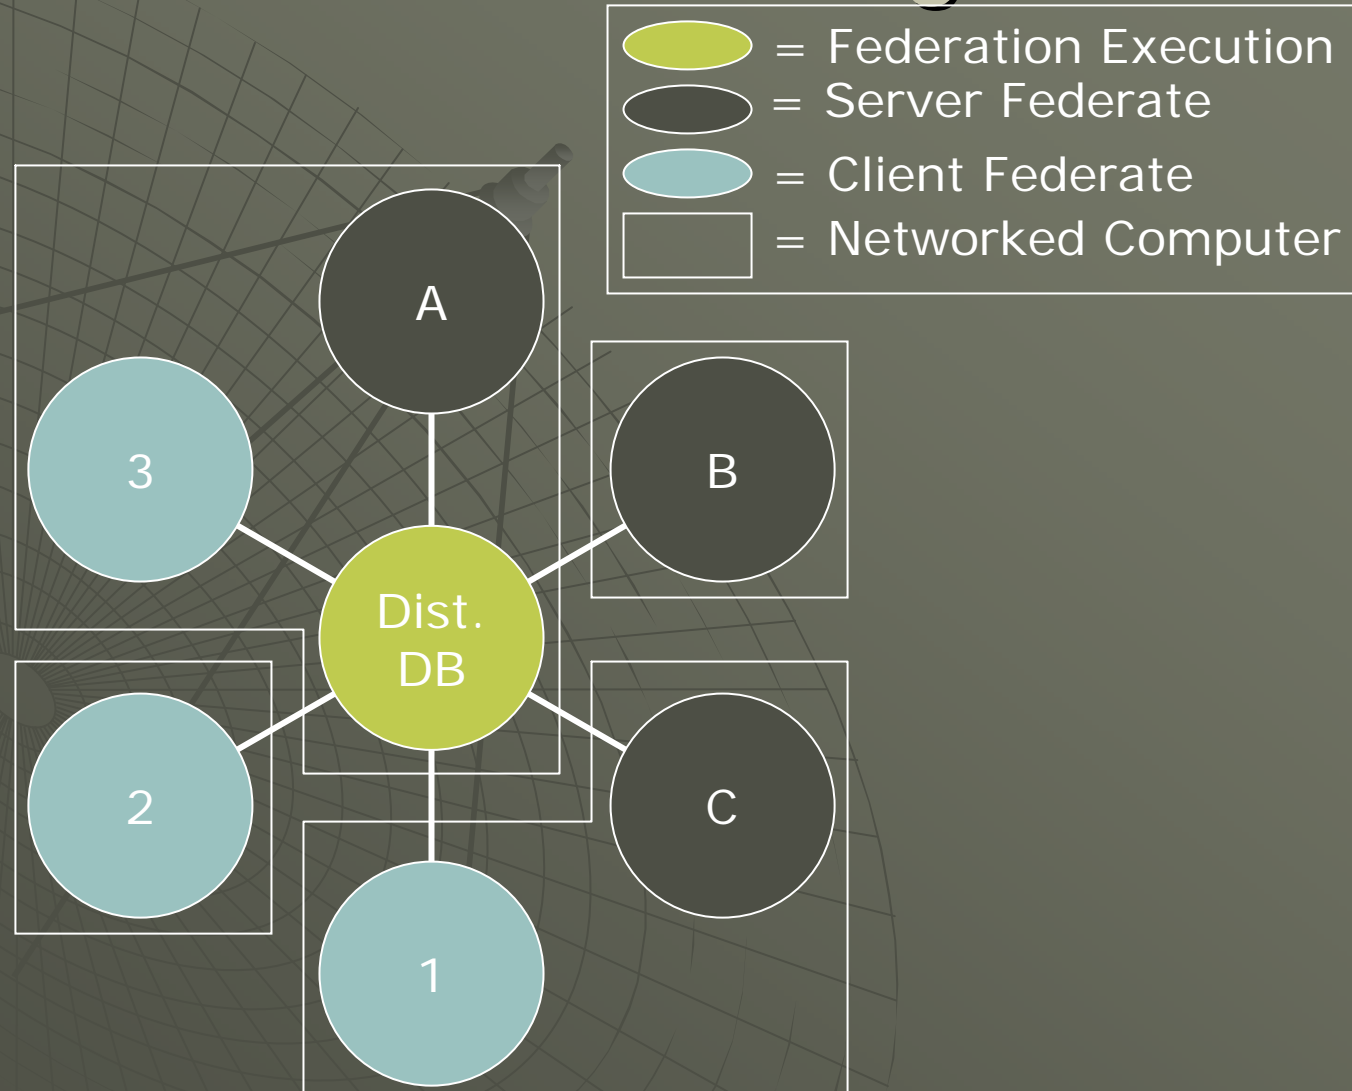 = Federation Execution
= Server Federate
= Client Federate
= Networked Computer
A
3
B
Dist.
DB
2
C
1